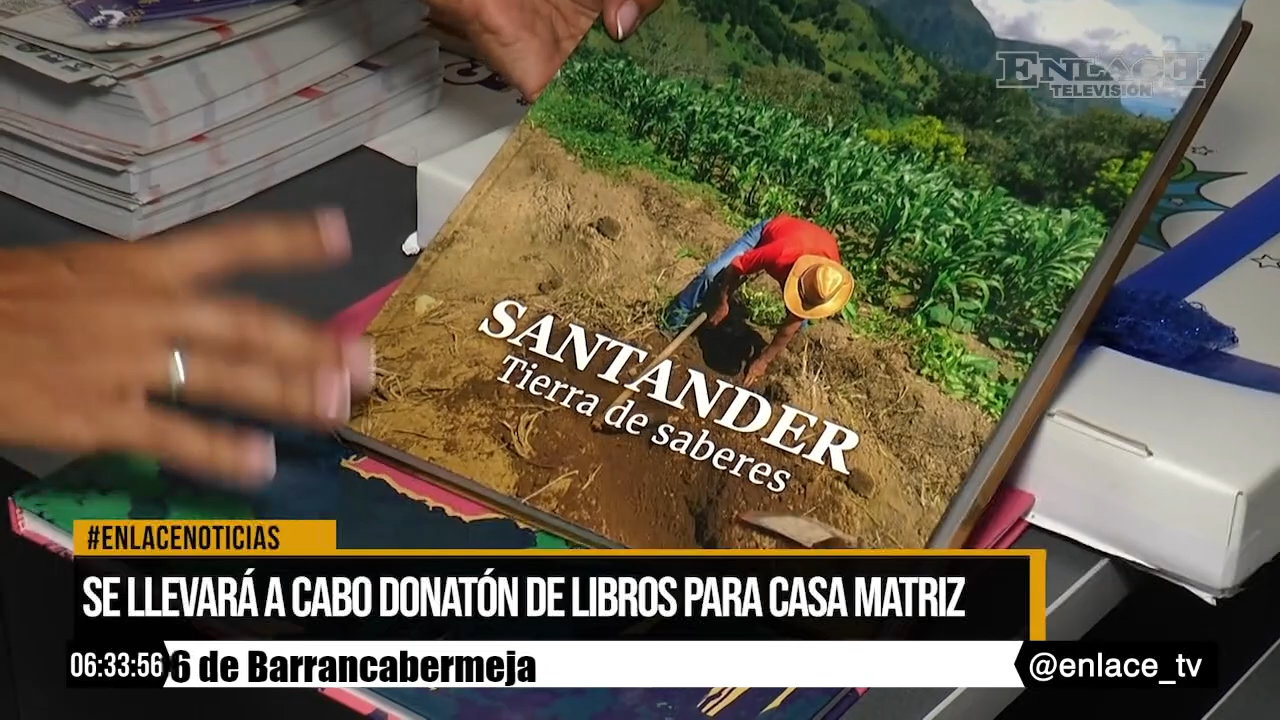 ENLACE
TELEVISIÓN
SANTANDER
Tierra de saberes
#ENLACENOTICIAS
SE LLEVARÁ A CABO DONATÓN DE LIBROS PARA CASA MATRIZ
06:33:56
6 de Barrancabermeja
@enlace_tv